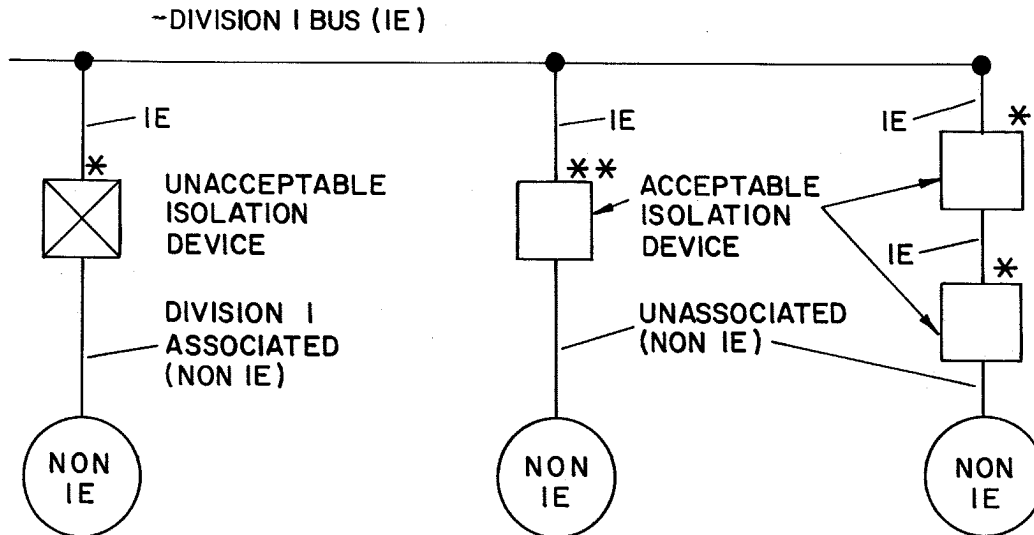 ~DIVISION I BUS (IE)
IE
IE
IE
*
*
**
UNACCEPTABLE
ISOLATION
DEVICE
ACCEPTABLE
ISOLATION
DEVICE
IE
*
DIVISION I
ASSOCIATED
(NON IE)
UNASSOCIATED
(NON IE)
NON
IE
NON
IE
NON
IE